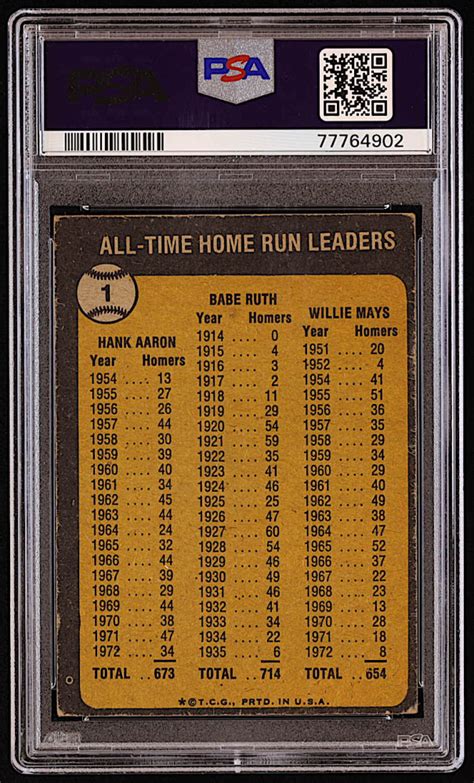 PSA
PSA
77764902
ALL-TIME HOME RUN LEADERS
1
HANK AARON
Year Homers
1954 .... 13
1955 .... 27
1956 .... 26
1957 .... 44
1958 .... 30
1959 .... 39
1960 .... 40
1961 .... 34
1962 .... 45
1963 .... 44
1964 .... 24
1965 .... 32
1966 .... 44
1967 .... 39
1968 .... 29
1969 .... 44
1970 .... 38
1971 .... 47
1972 .... 34
TOTAL .. 673
BABE RUTH
Year Homers
1914 .... 0
1915 .... 4
1916 .... 3
1917 .... 2
1918 .... 11
1919 .... 29
1920 .... 54
1921 .... 59
1922 .... 35
1923 .... 41
1924 .... 46
1925 .... 25
1926 .... 47
1927 .... 60
1928 .... 54
1929 .... 46
1930 .... 49
1931 .... 46
1932 .... 41
1933 .... 34
1934 .... 22
1935 .... 6
TOTAL .. 714
WILLIE MAYS
Year Homers
1951 .... 20
1952 .... 4
1954 .... 41
1955 .... 51
1956 .... 36
1957 .... 35
1958 .... 29
1959 .... 34
1960 .... 29
1961 .... 40
1962 .... 49
1963 .... 38
1964 .... 47
1965 .... 52
1966 .... 37
1967 .... 22
1968 .... 23
1969 .... 13
1970 .... 28
1971 .... 18
1972 .... 8
TOTAL .. 654
*©T.C.G., PRTD. IN U.S.A.
PSA